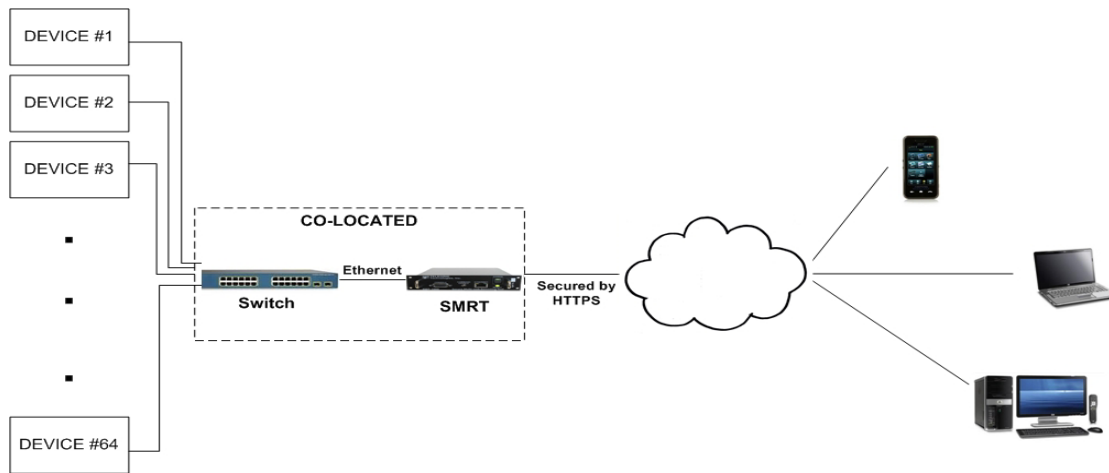 DEVICE #1
DEVICE #2
DEVICE #3
DEVICE #64
CO-LOCATED
Ethernet
Switch
SMRT
Secured by
HTTPS